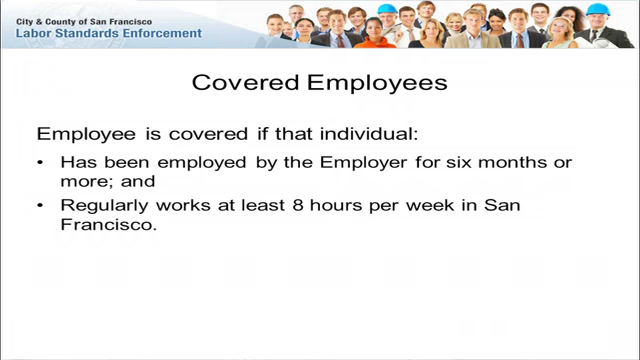 City & County of San Francisco
Labor Standards Enforcement
Covered Employees
Employee is covered if that individual:
• Has been employed by the Employer for six months or
more; and
• Regularly works at least 8 hours per week in San
Francisco.